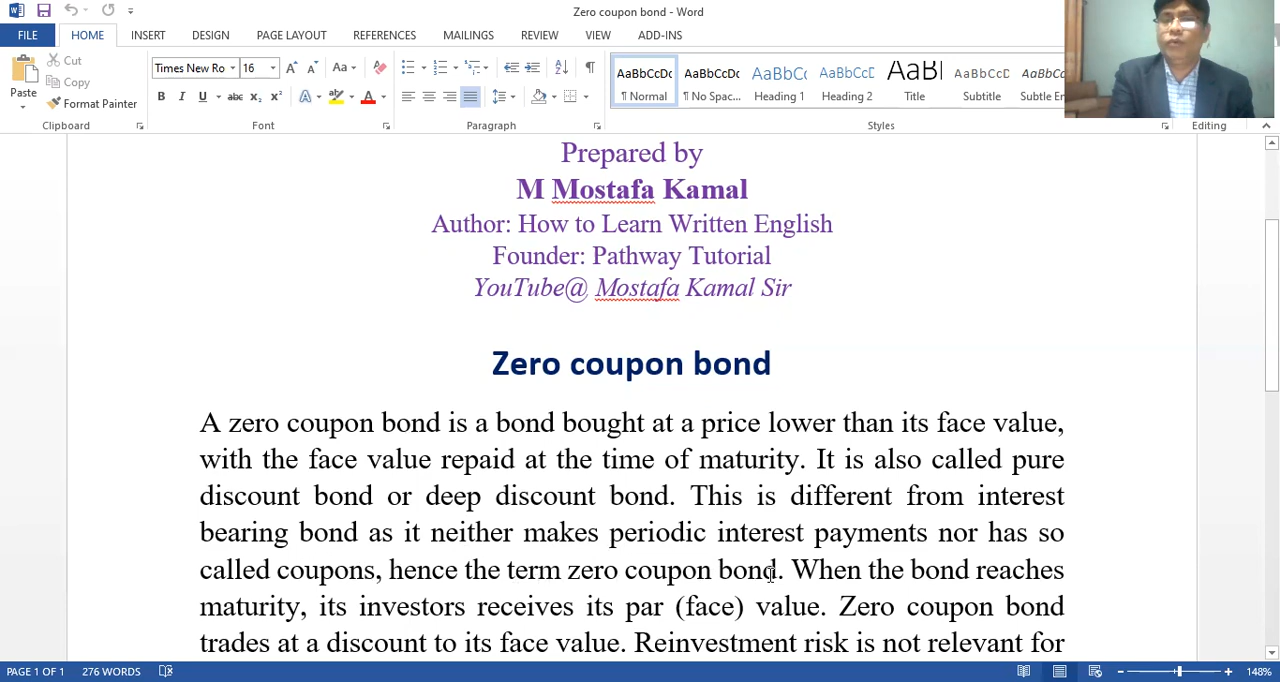 Zero coupon bond - Word
FILE HOME INSERT DESIGN PAGE LAYOUT REFERENCES MAILINGS REVIEW VIEW ADD-INS
Paste
Cut
Copy
Format Painter
Clipboard
Times New Ro 16
Aa
B I U abc X₂ X²
A
Font
Paragraph
AaBbCcDc AaBbCcDc AaBbCc AaBbCcD AaBl AaBbCcD AaBbCc
¶ Normal ¶ No Spac... Heading 1 Heading 2 Title Subtitle Subtle Em
Styles
Editing
Prepared by
M Mostafa Kamal
Author: How to Learn Written English
Founder: Pathway Tutorial
YouTube@ Mostafa Kamal Sir
Zero coupon bond
A zero coupon bond is a bond bought at a price lower than its face value,
with the face value repaid at the time of maturity. It is also called pure
discount bond or deep discount bond. This is different from interest
bearing bond as it neither makes periodic interest payments nor has so
called coupons, hence the term zero coupon bond. When the bond reaches
maturity, its investors receives its par (face) value. Zero coupon bond
trades at a discount to its face value. Reinvestment risk is not relevant for
PAGE 1 OF 1 276 WORDS 148%